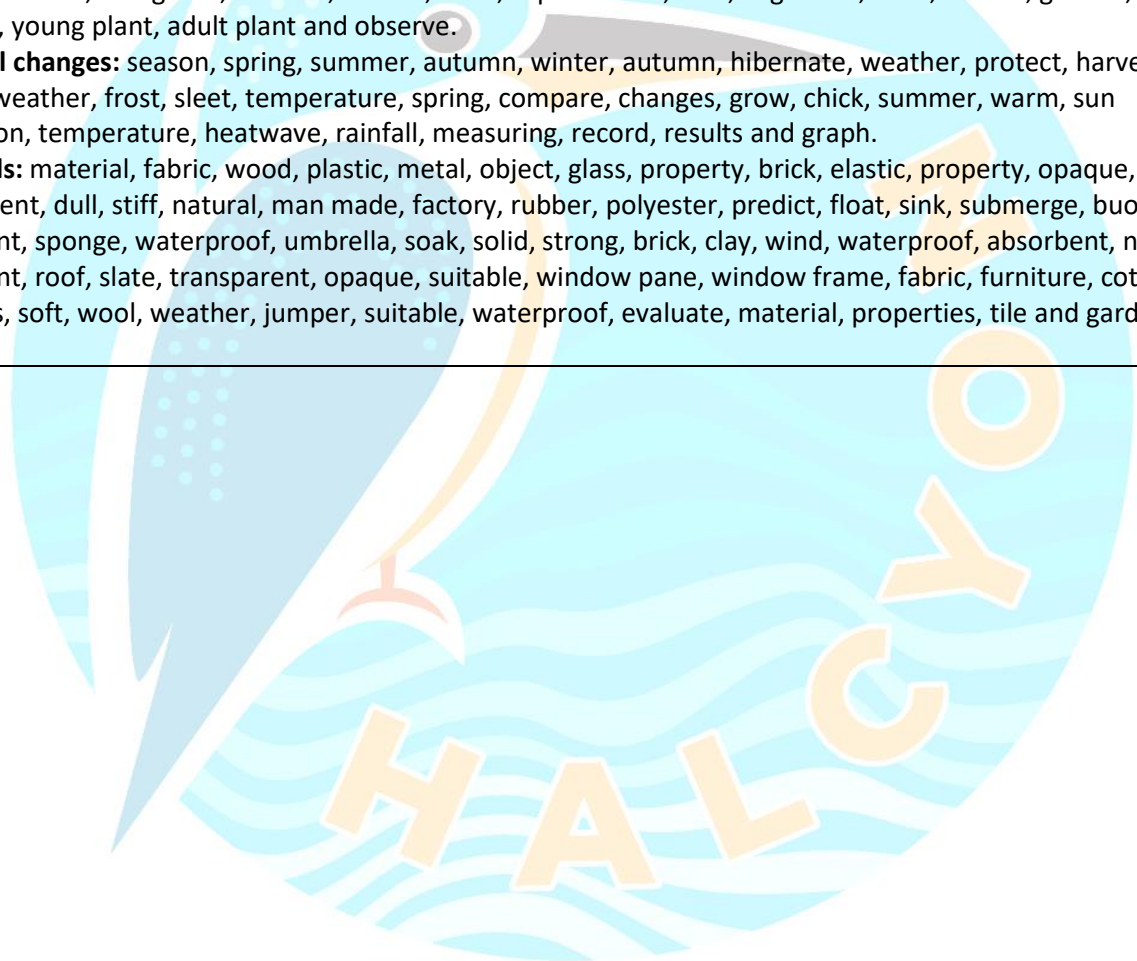 , young plant, adult plant and observe.
l changes: season, spring, summer, autumn, winter, autumn, hibernate, weather, protect, harve
weather, frost, sleet, temperature, spring, compare, changes, grow, chick, summer, warm, sun
on, temperature, heatwave, rainfall, measuring, record, results and graph.
ls: material, fabric, wood, plastic, metal, object, glass, property, brick, elastic, property, opaque,
ent, dull, stiff, natural, man made, factory, rubber, polyester, predict, float, sink, submerge, buo
nt, sponge, waterproof, umbrella, soak, solid, strong, brick, clay, wind, waterproof, absorbent, n
nt, roof, slate, transparent, opaque, suitable, window pane, window frame, fabric, furniture, cot
s, soft, wool, weather, jumper, suitable, waterproof, evaluate, material, properties, tile and gard
HALCYON